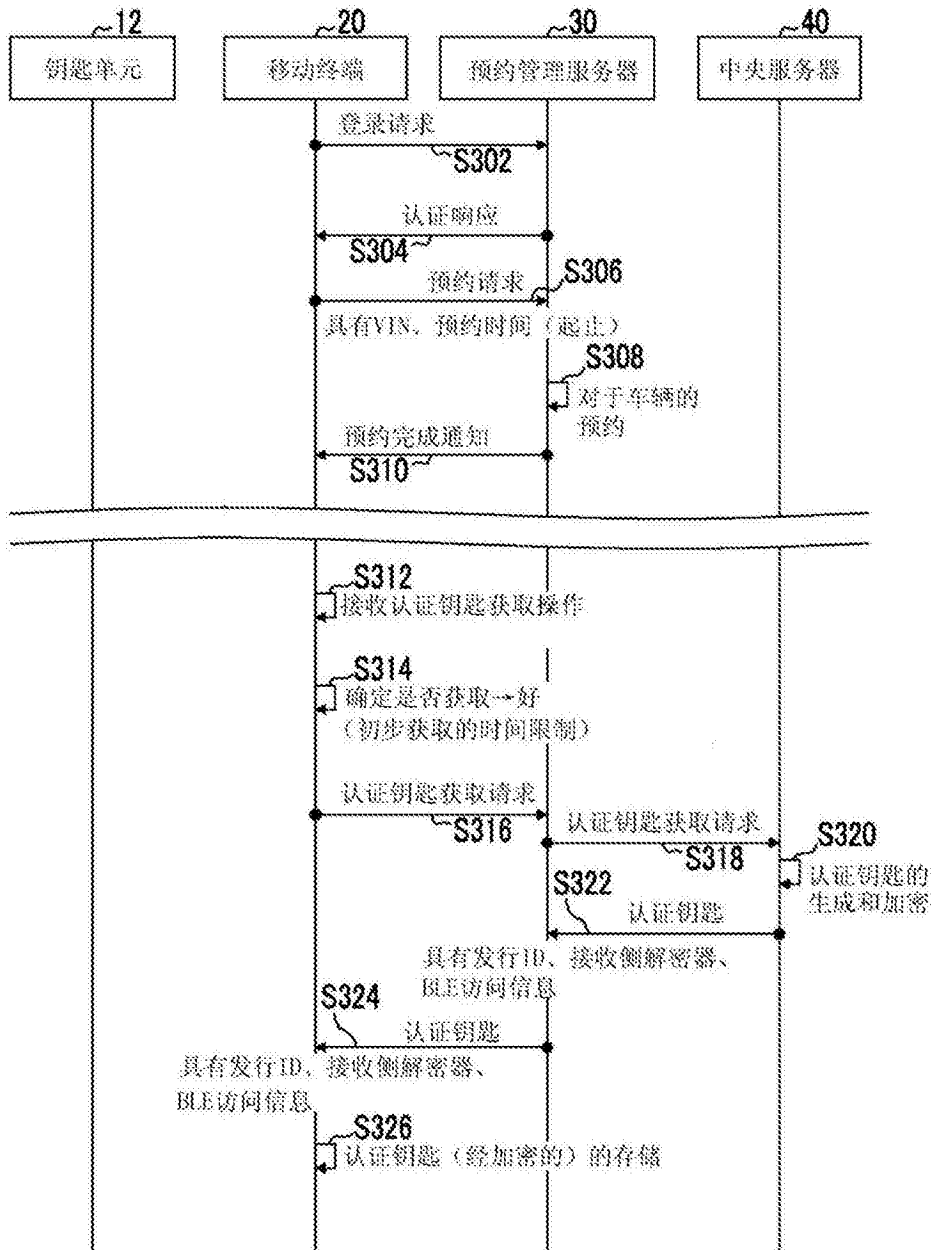 12
20
30
40
钥匙单元
移动终端
预约管理服务器
中央服务器
登录请求
S302
认证响应
S304
预约请求
S306
具有VIN、预约时间（起止）
S308
对于车辆的
预约
预约完成通知
S310
S312
接收认证钥匙获取操作
S314
确定是否获取→好
（初步获取的时间限制）
认证钥匙获取请求
S316
认证钥匙获取请求
S318
S320
认证钥匙的
生成和加密
S322
认证钥匙
具有发行ID、接收侧解密器、
BLE访问信息
S324
认证钥匙
具有发行ID、接收侧解密器、
BLE访问信息
S326
认证钥匙（经加密的）的存储